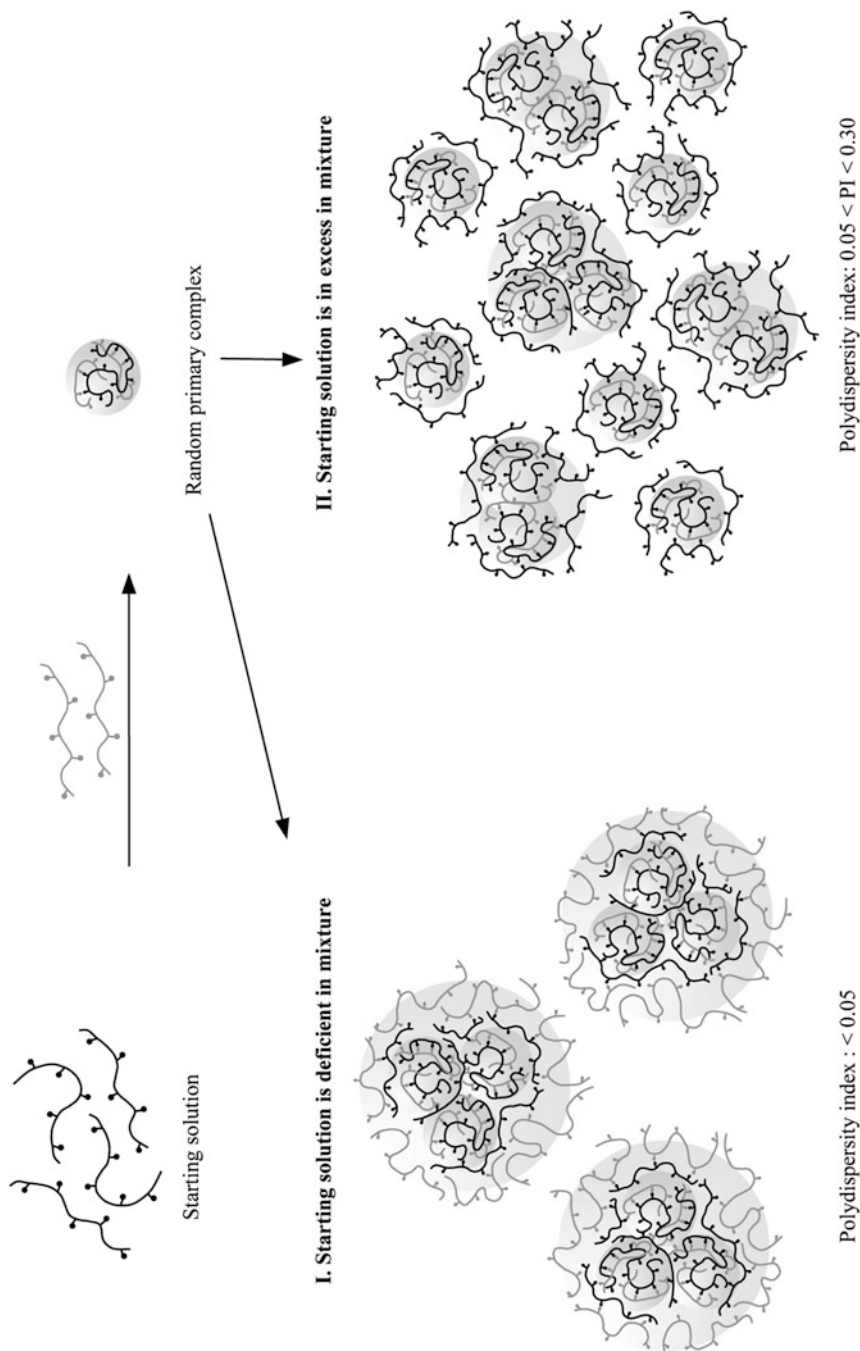 Starting solution
Random primary complex
I. Starting solution is deficient in mixture
II. Starting solution is in excess in mixture
Polydispersity index : < 0.05
Polydispersity index: 0.05 < PI < 0.30